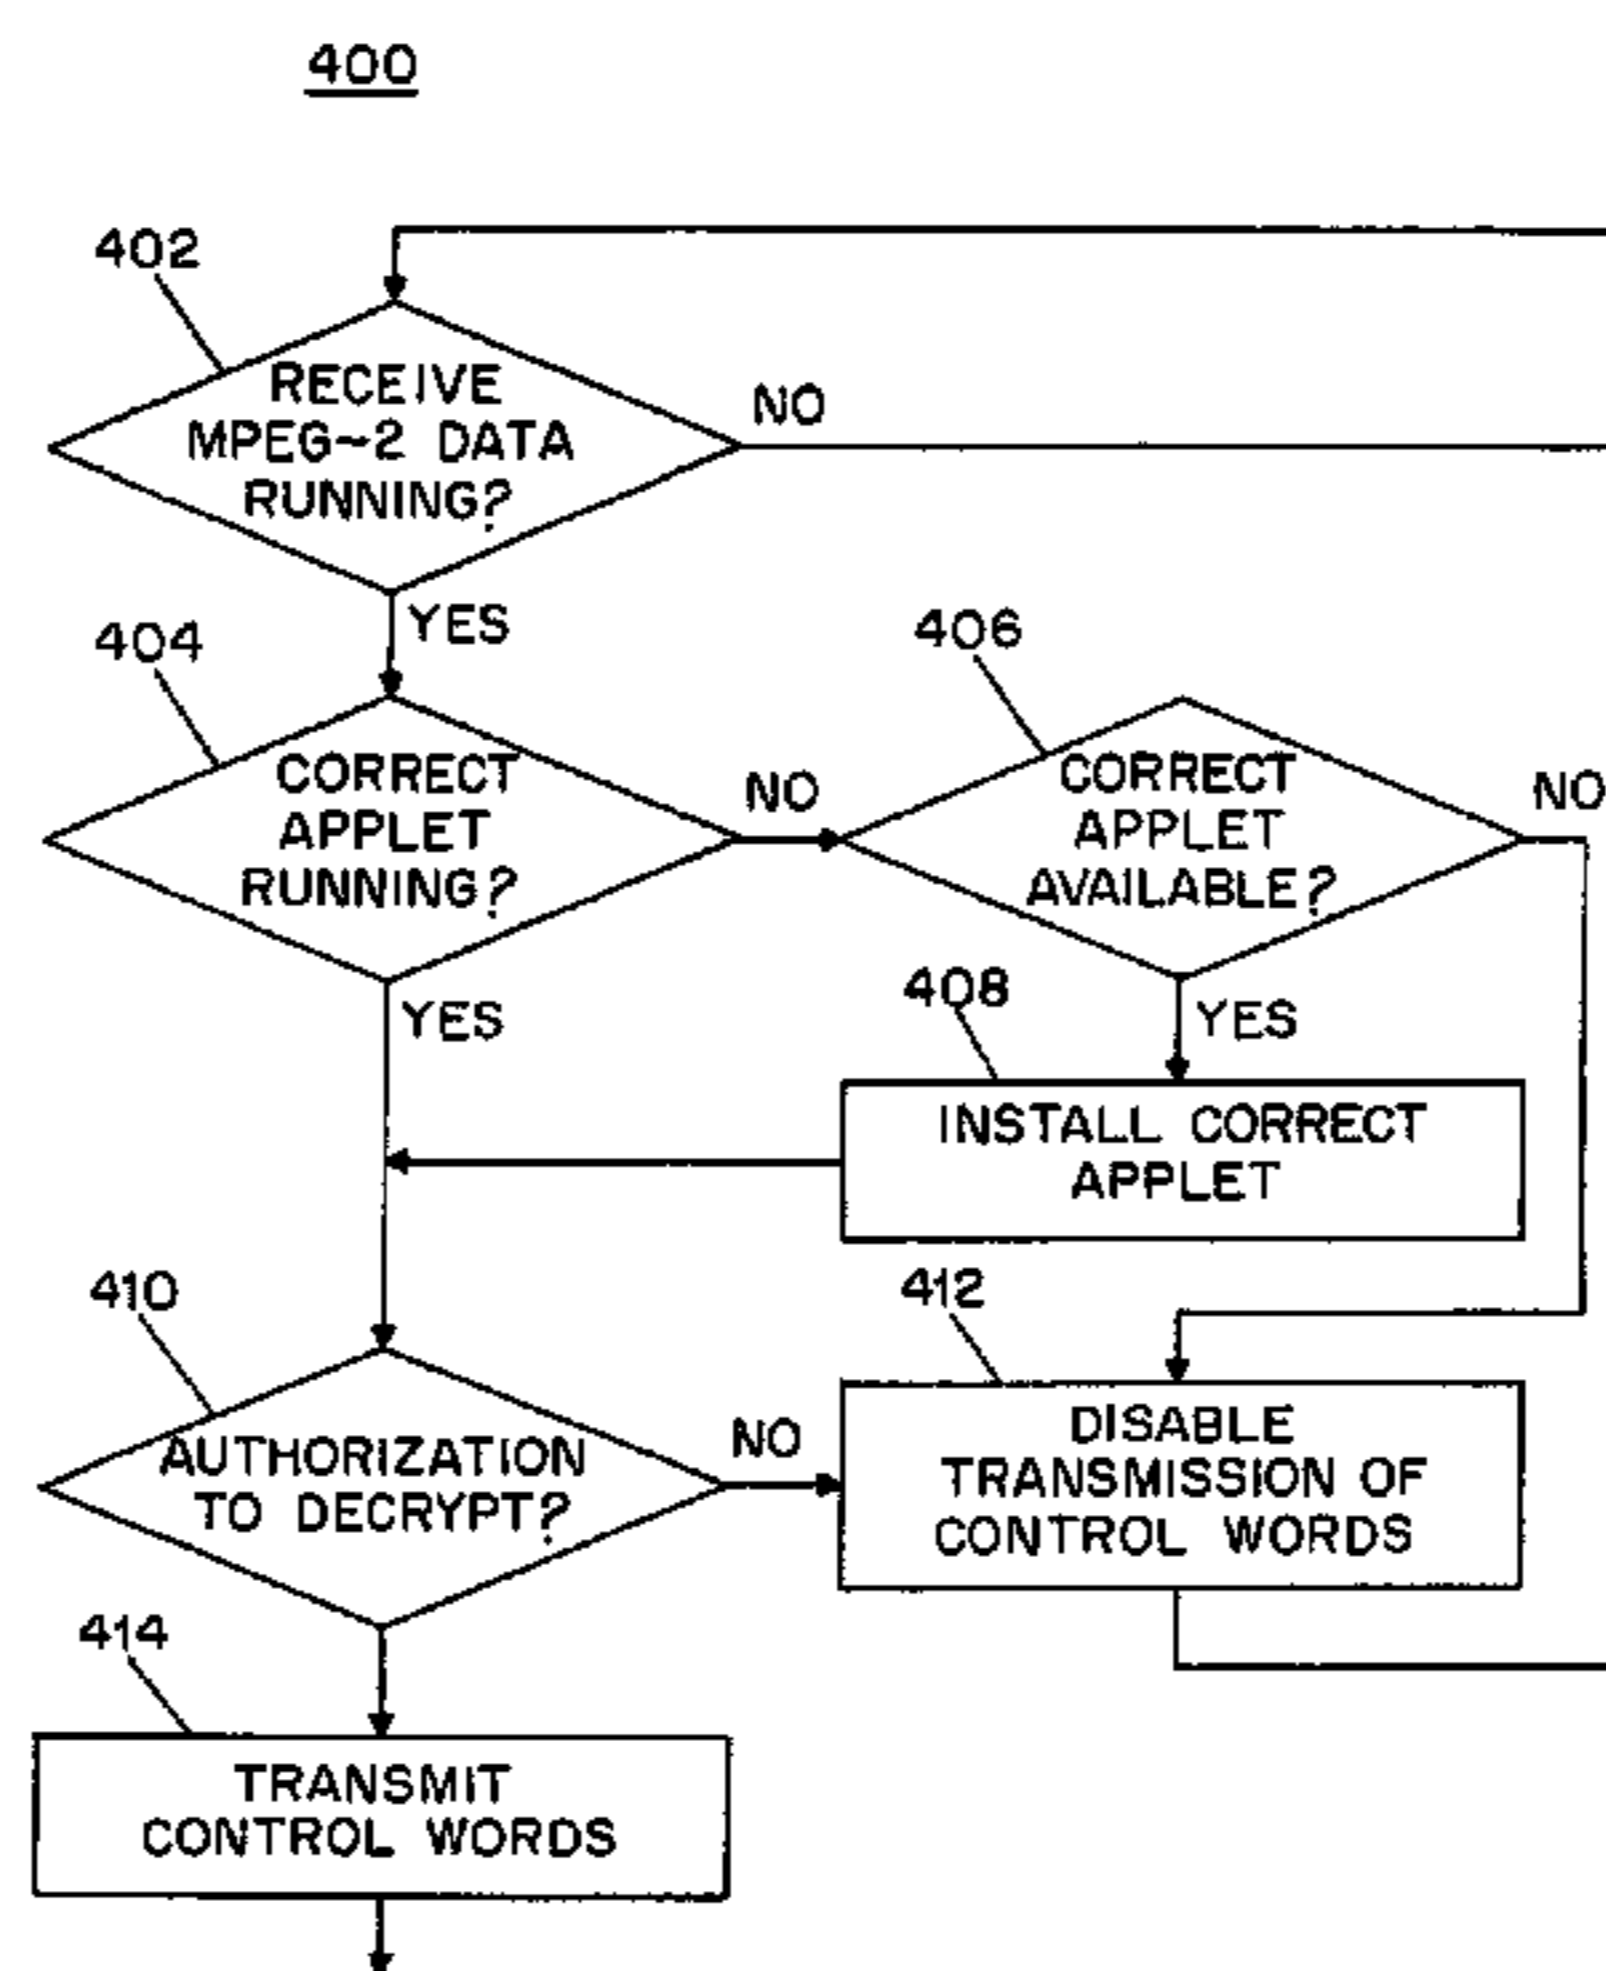 400
402
RECEIVE
MPEG-2 DATA
RUNNING?
NO
YES
404
CORRECT
APPLET
RUNNING?
NO
406
CORRECT
APPLET
AVAILABLE?
NO
YES
YES
408
INSTALL CORRECT
APPLET
410
AUTHORIZATION
TO DECRYPT?
NO
412
DISABLE
TRANSMISSION OF
CONTROL WORDS
414
TRANSMIT
CONTROL WORDS